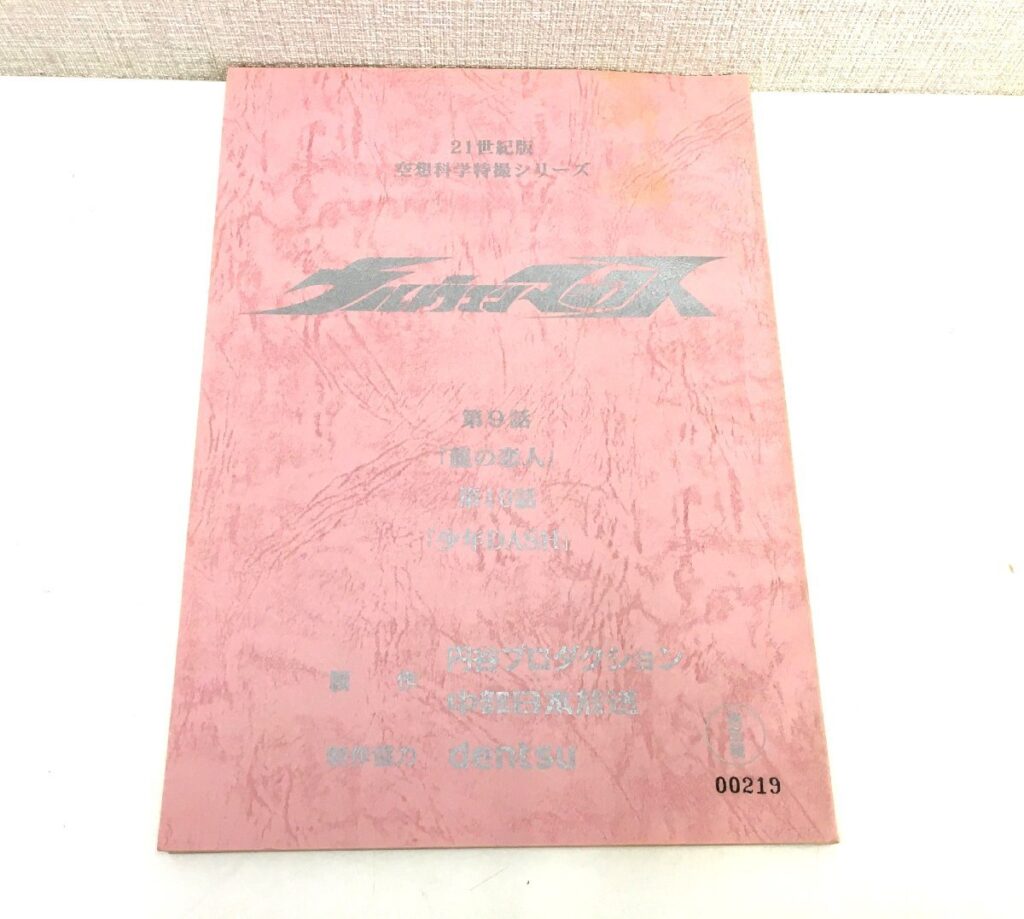 21世紀版
空想科学特撮シリーズ
ウルトラマンマックス
第9話
「龍の恋人」
第10話
「少年DASH」
製　作　円谷プロダクション
中部日本放送
製作協力　dentsu
00219